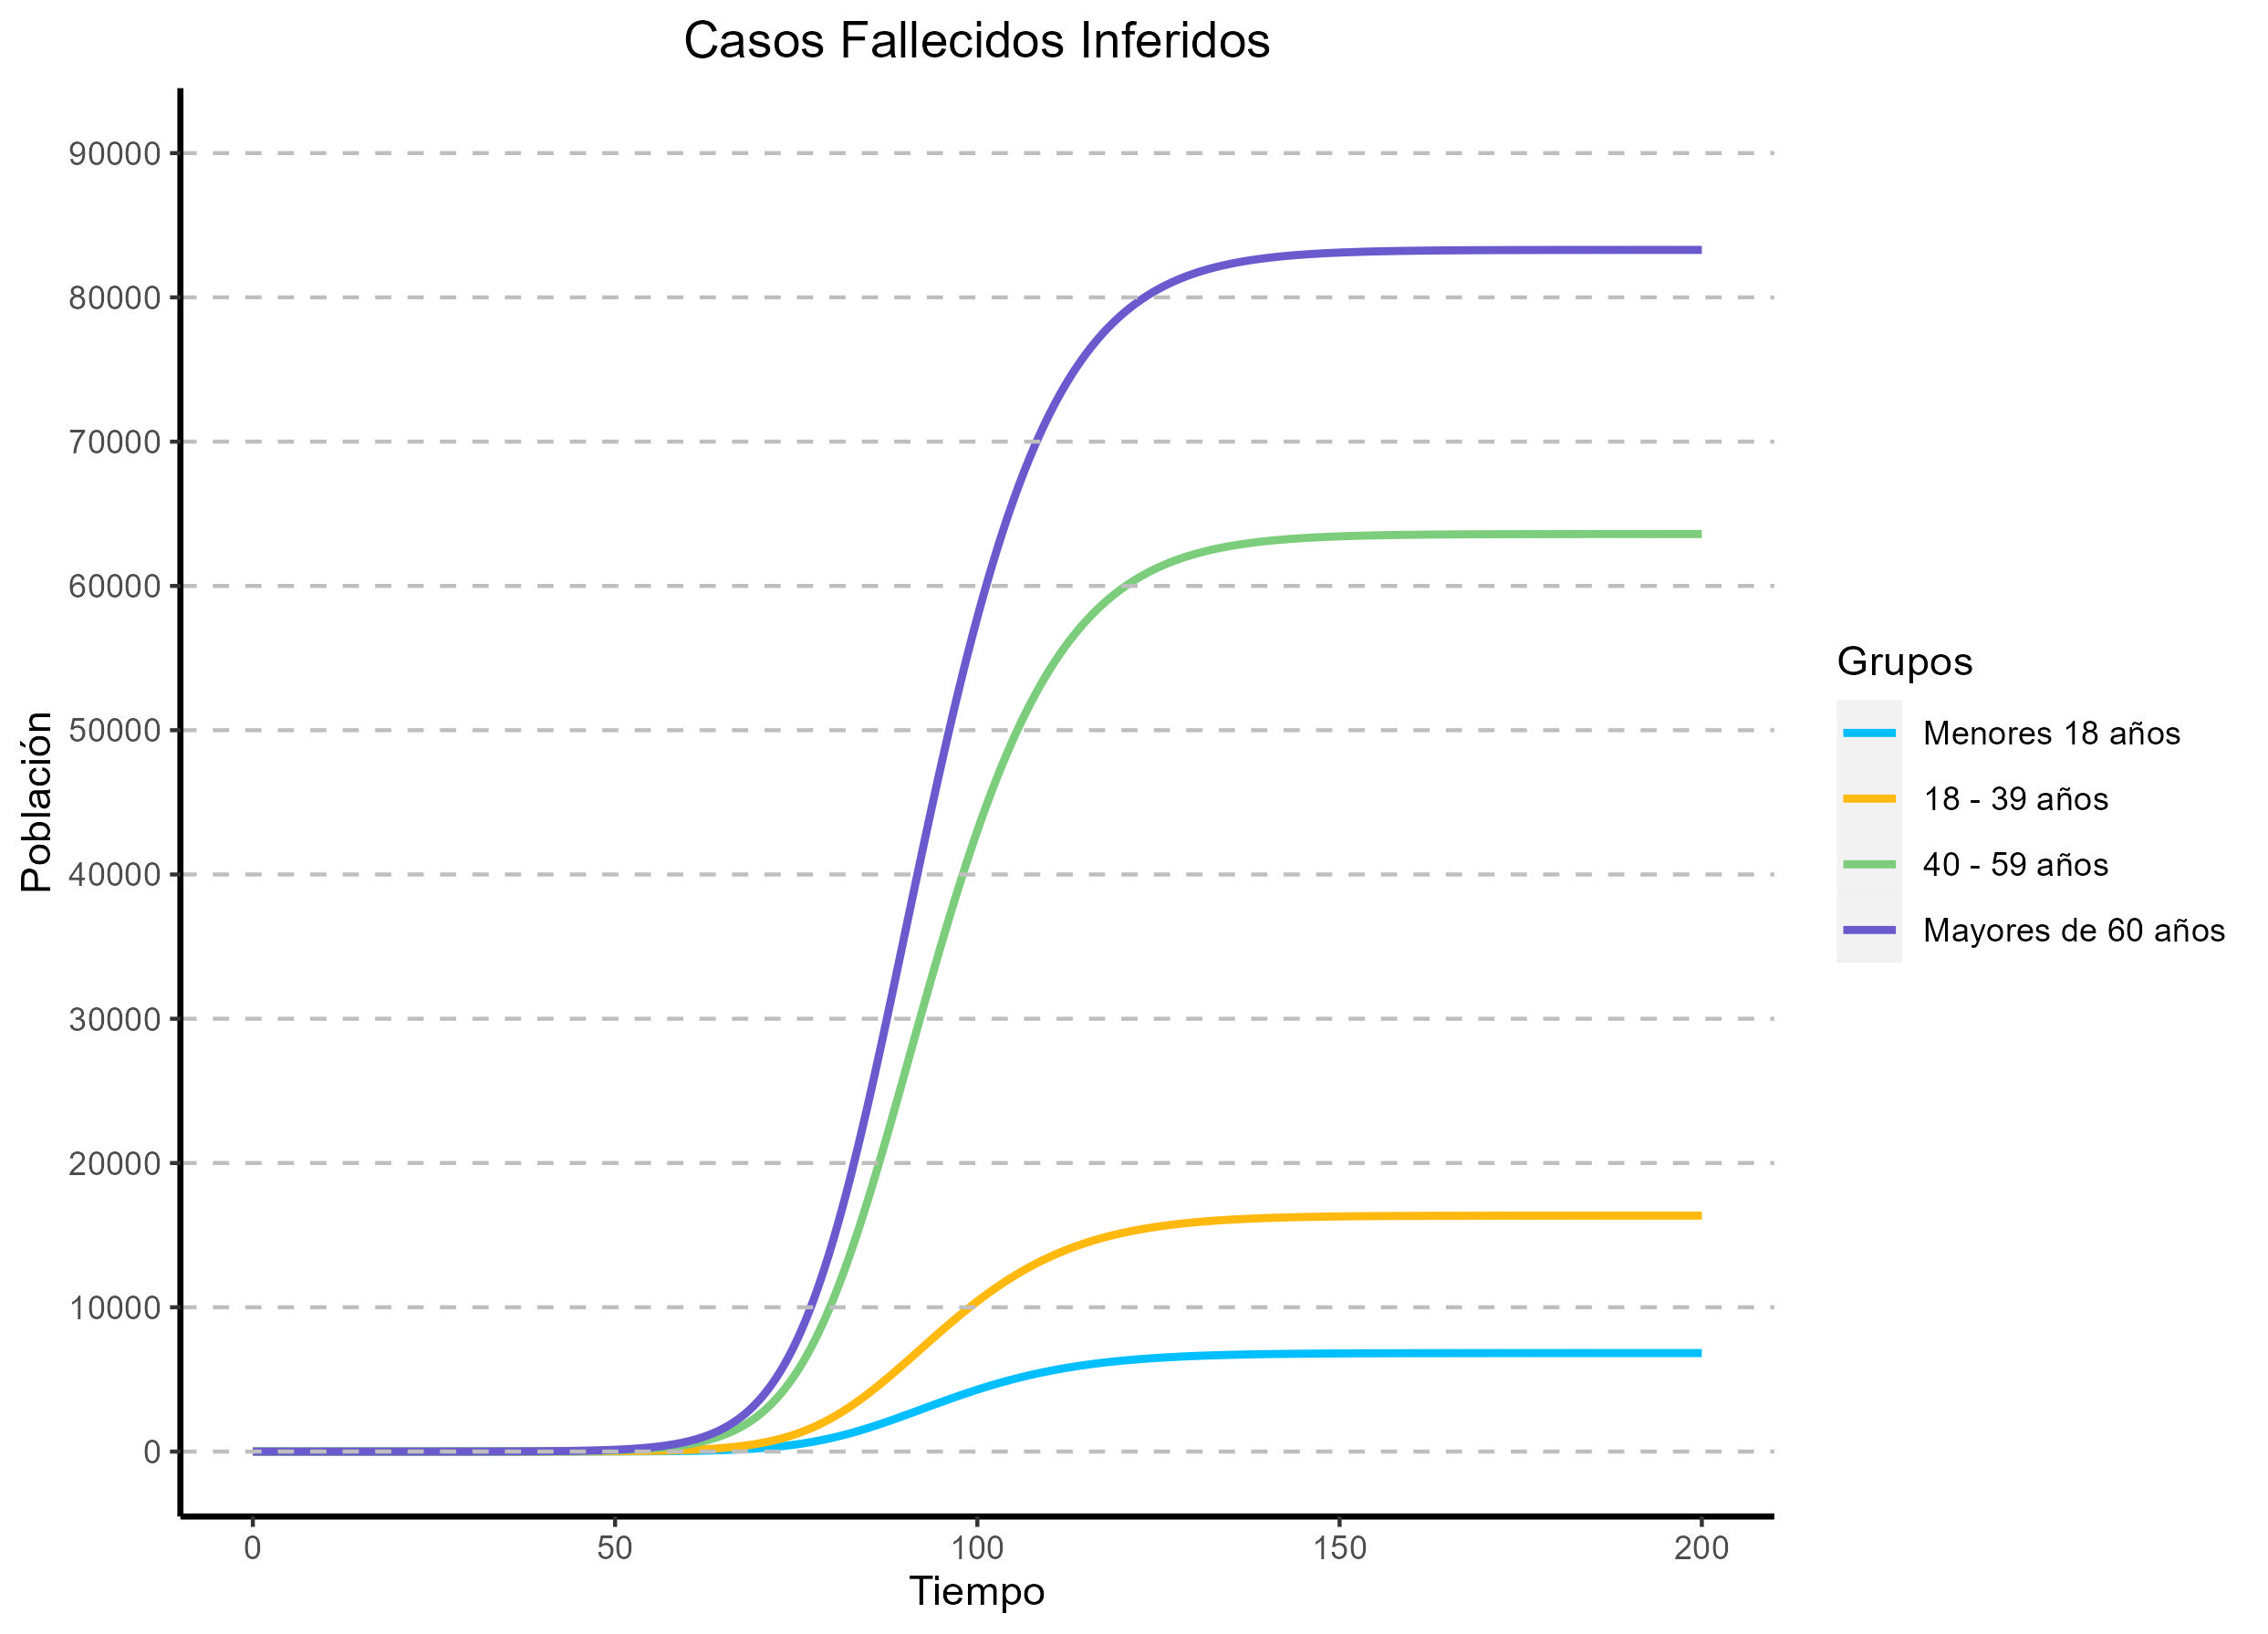 Casos Fallecidos Inferidos
Población
90000
80000
70000
60000
50000
40000
30000
20000
10000
0
0 50 100 150 200
Tiempo
Grupos
Menores 18 años
18 - 39 años
40 - 59 años
Mayores de 60 años